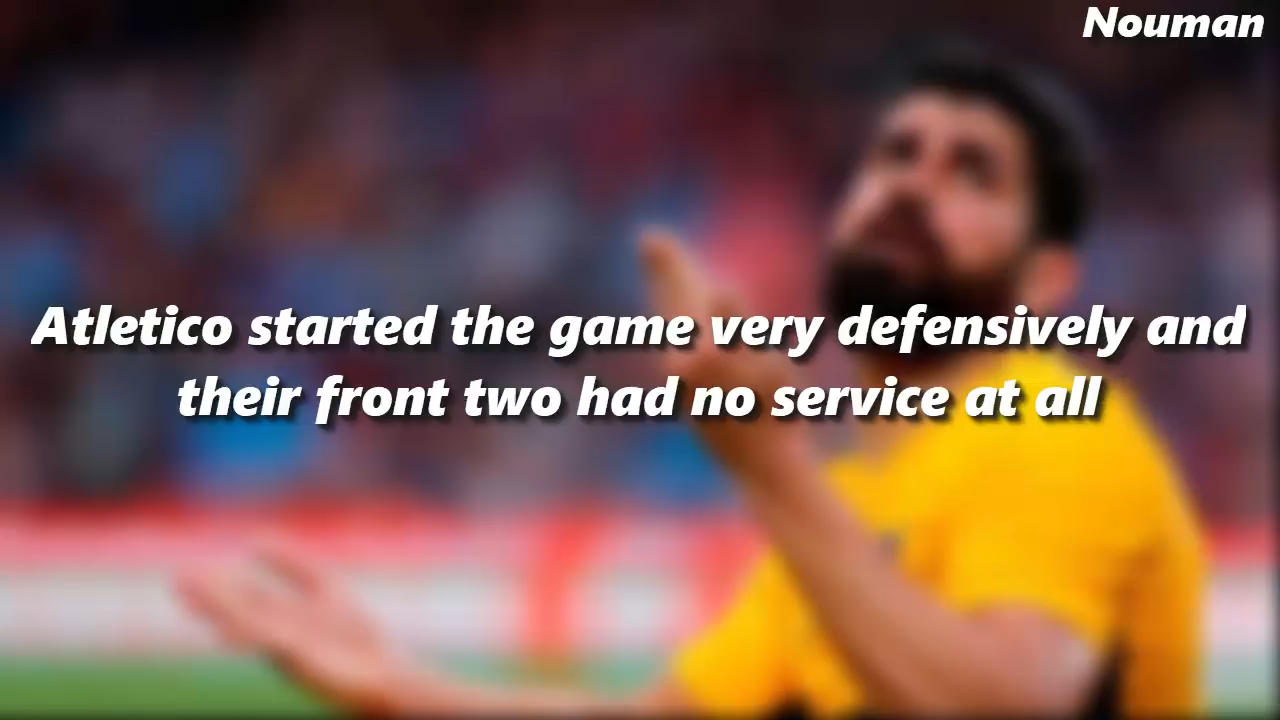 Nouman
Atletico started the game very defensively and
their front two had no service at all